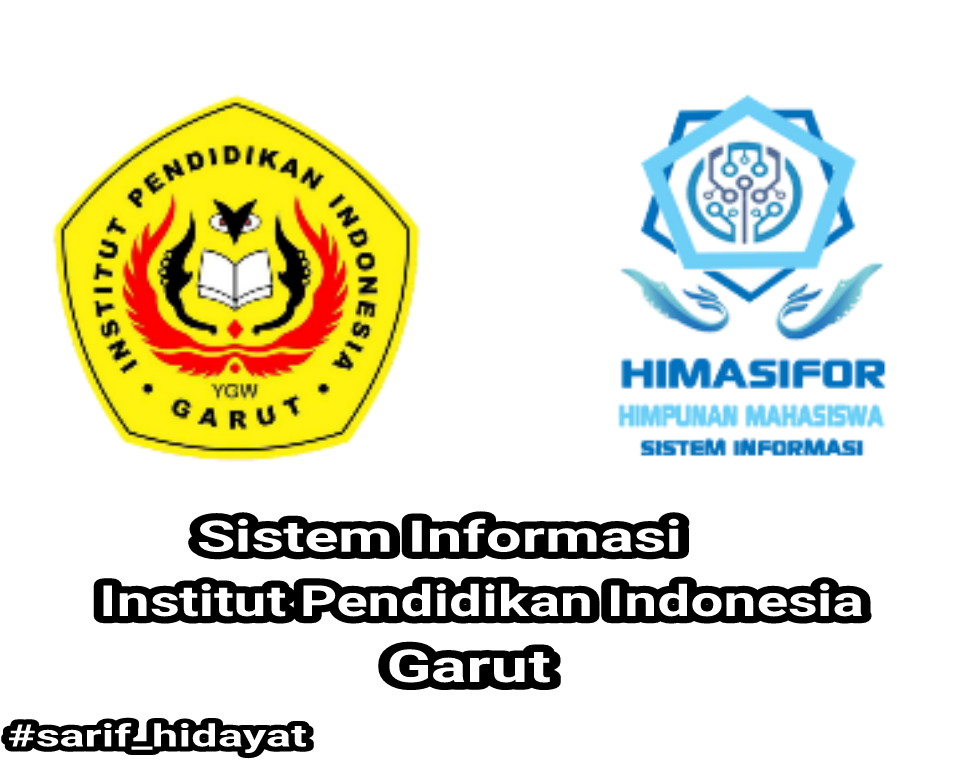 INSTITUT PENDIDIKAN INDONESIA
YGW
• GARUT •
HIMASIFOR
HIMPUNAN MAHASISWA
SISTEM INFORMASI
Sistem Informasi
Institut Pendidikan Indonesia
Garut
#sarif_hidayat